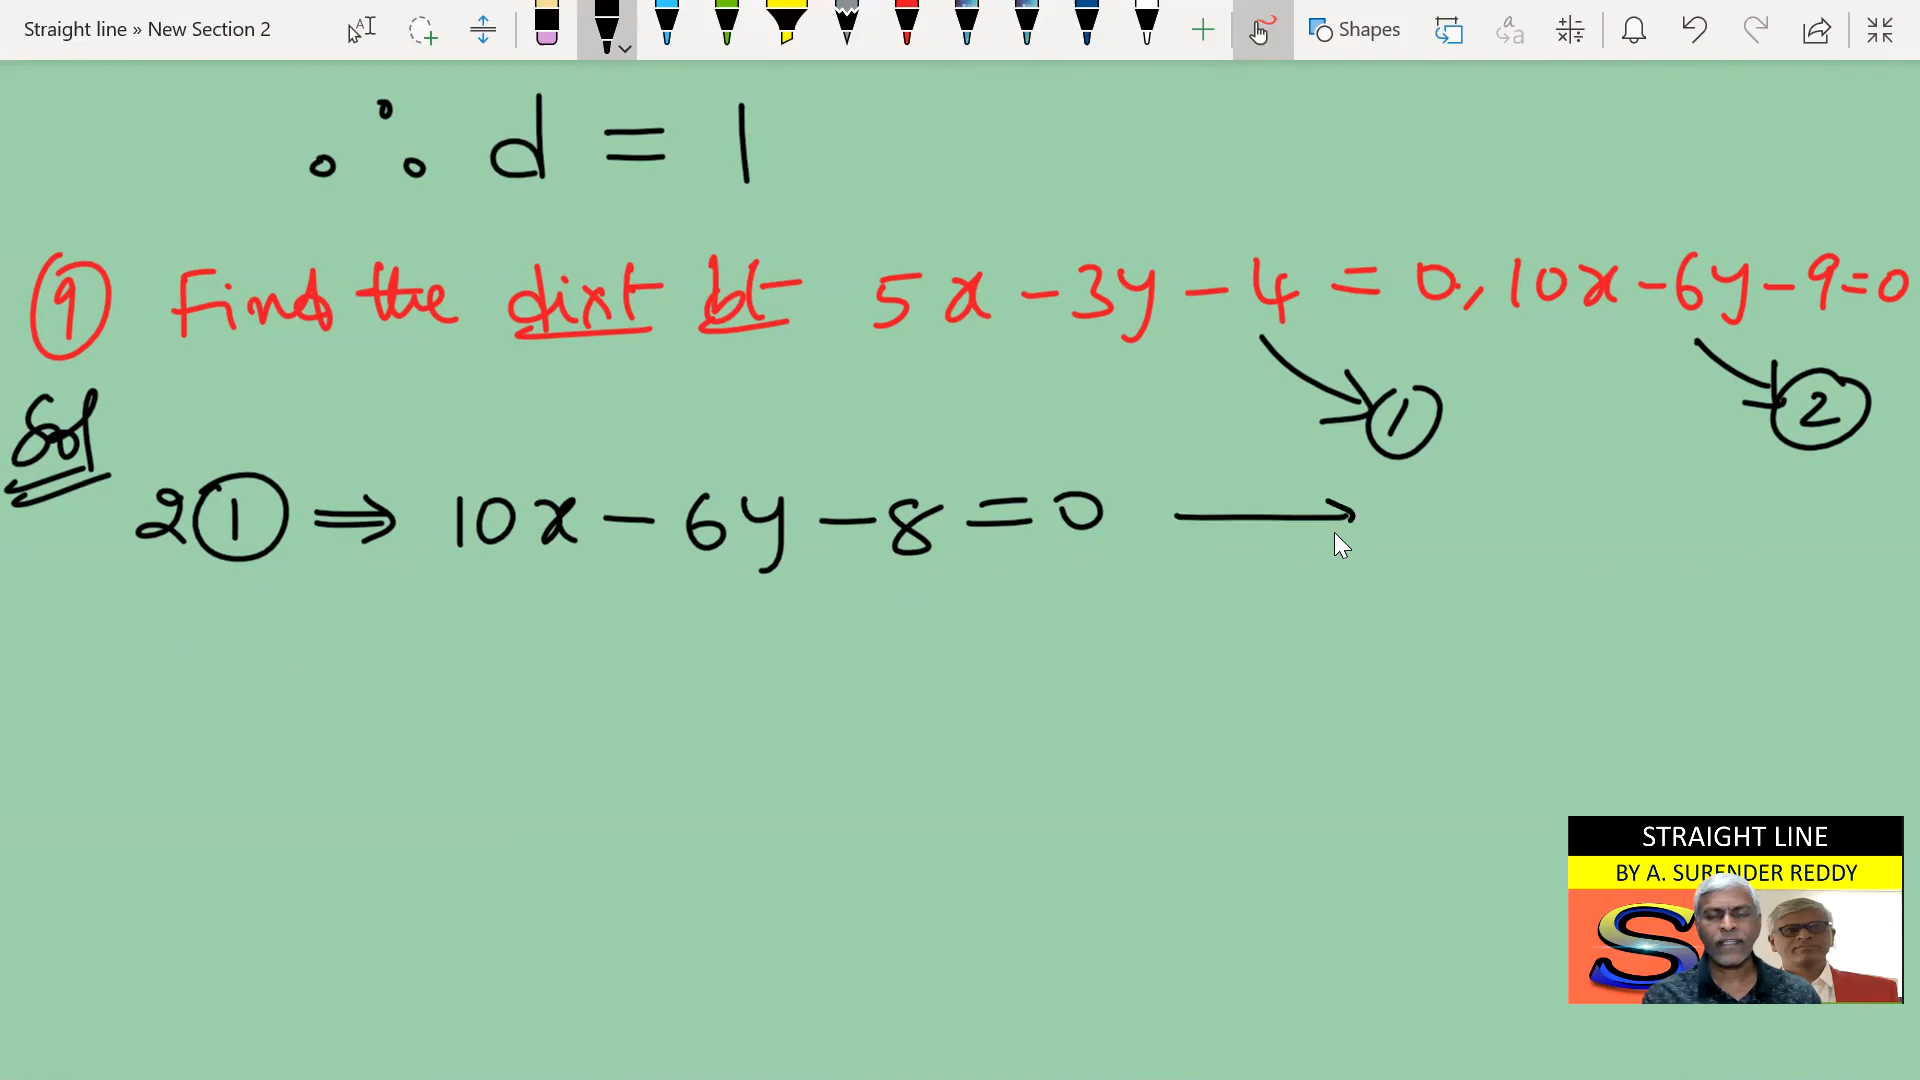 Straight line » New Section 2
Shapes
∴ d = 1
9 Find the dist bt 5x - 3y - 4 = 0, 10x - 6y - 9 = 0
1 2
Sol
2 1 ⇒ 10x - 6y - 8 = 0 →
STRAIGHT LINE
BY A. SURENDER REDDY
S